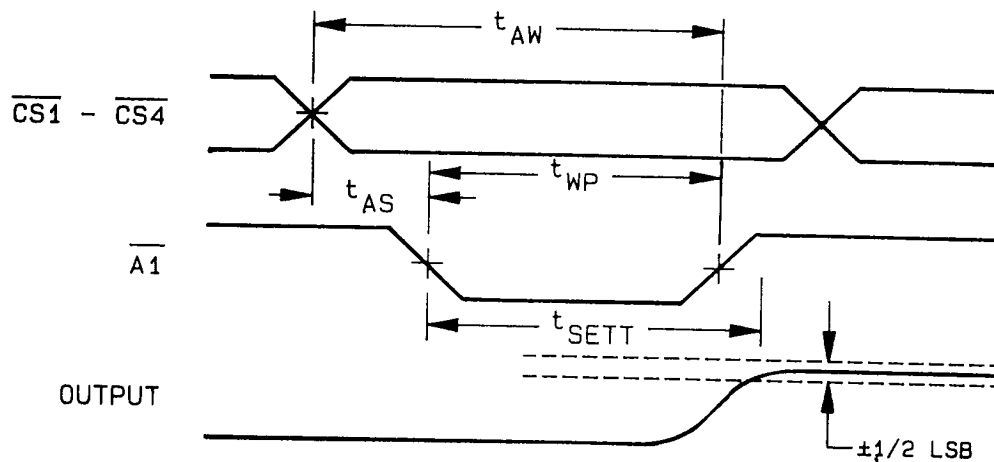 t_AW
CS1 - CS4
t_WP
t_AS
A1
t_SETT
OUTPUT
±1/2 LSB